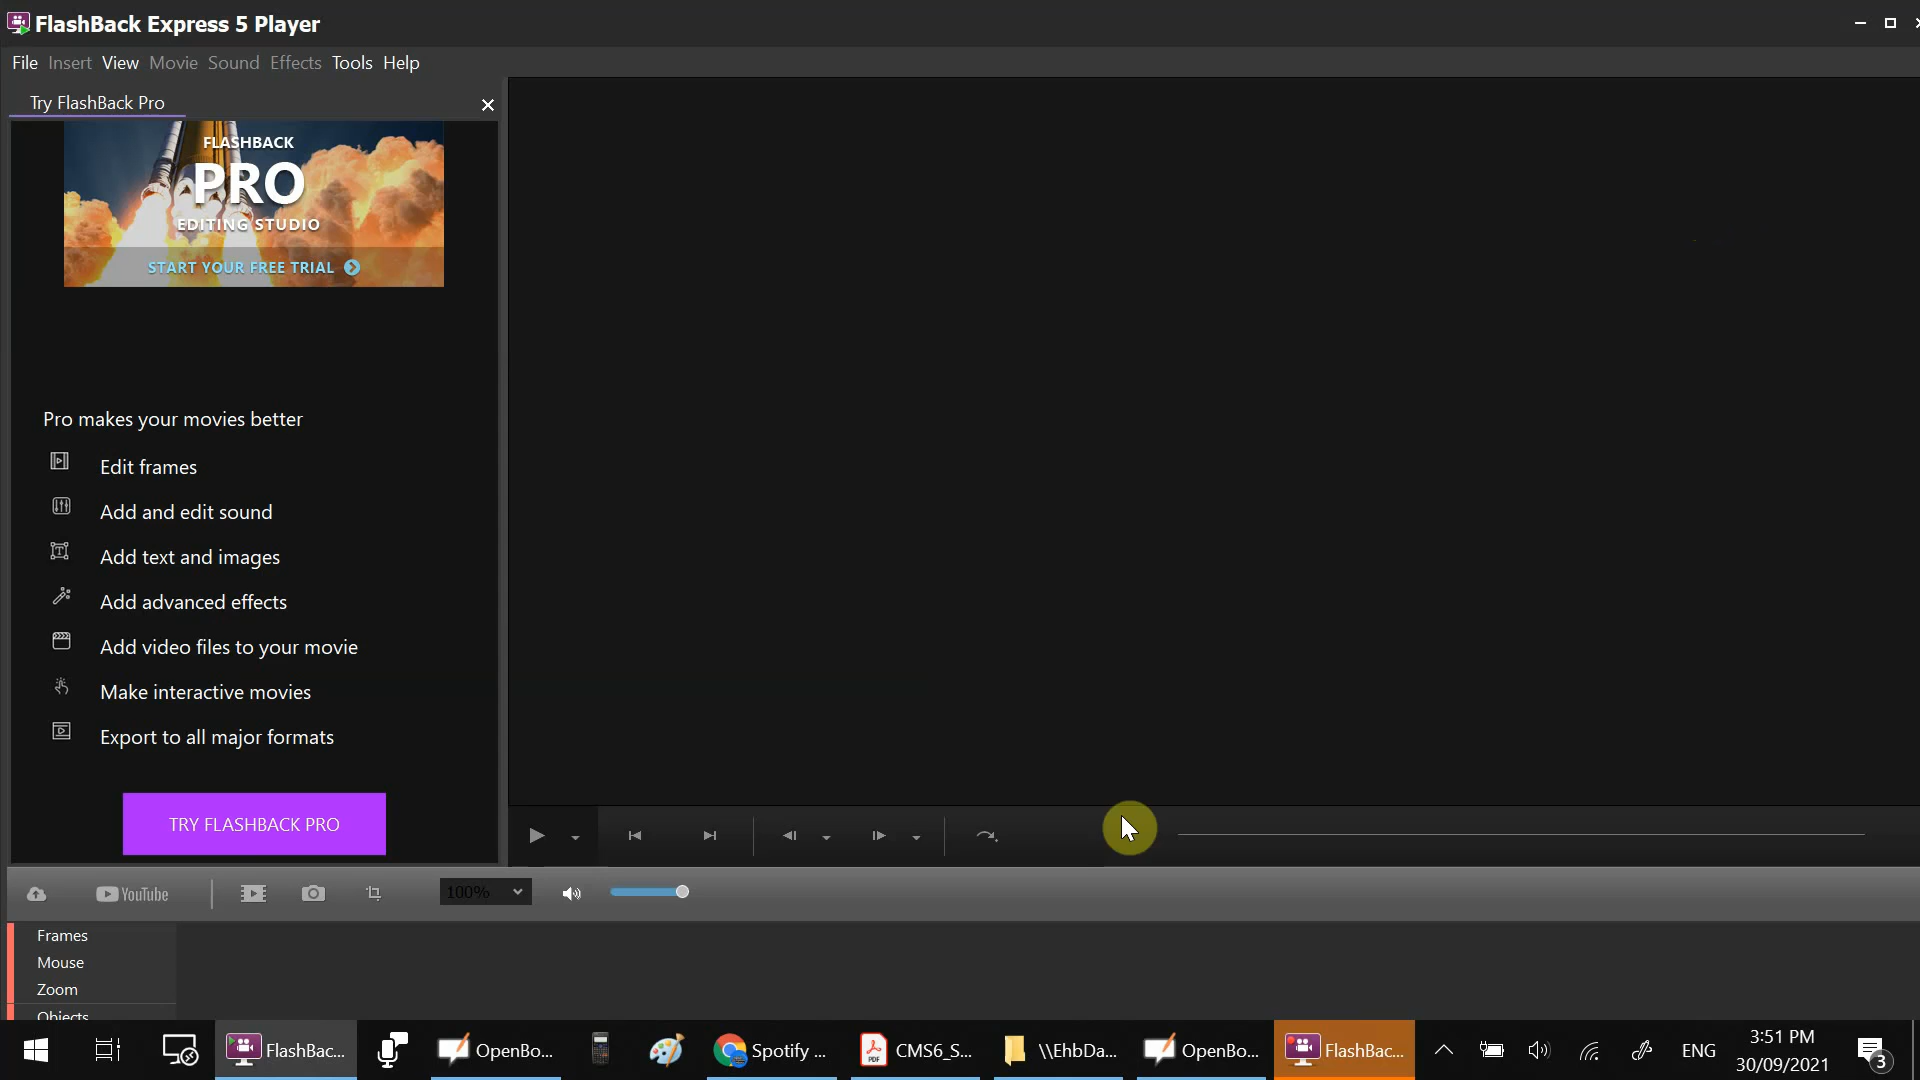 FlashBack Express 5 Player
File Insert View Movie Sound Effects Tools Help
Try FlashBack Pro
FLASHBACK
PRO
EDITING STUDIO
START YOUR FREE TRIAL
Pro makes your movies better
Edit frames
Add and edit sound
Add text and images
Add advanced effects
Add video files to your movie
Make interactive movies
Export to all major formats
TRY FLASHBACK PRO
YouTube
100%
Frames
Mouse
Zoom
Objects
FlashBac...
OpenBo...
Spotify ...
PDF
CMS6_S...
\\EhbDa...
OpenBo...
FlashBac...
ENG
3:51 PM
30/09/2021
3